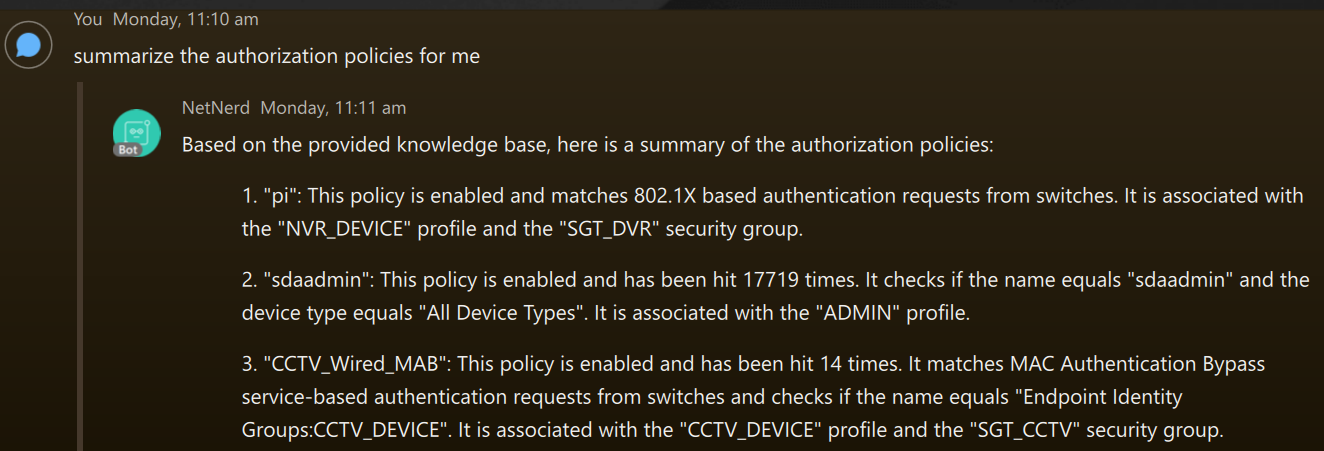 You Monday, 11:10 am
summarize the authorization policies for me
NetNerd Monday, 11:11 am
Bot
Based on the provided knowledge base, here is a summary of the authorization policies:
1. "pi": This policy is enabled and matches 802.1X based authentication requests from switches. It is associated with
the "NVR_DEVICE" profile and the "SGT_DVR" security group.
2. "sdaadmin": This policy is enabled and has been hit 17719 times. It checks if the name equals "sdaadmin" and the
device type equals "All Device Types". It is associated with the "ADMIN" profile.
3. "CCTV_Wired_MAB": This policy is enabled and has been hit 14 times. It matches MAC Authentication Bypass
service-based authentication requests from switches and checks if the name equals "Endpoint Identity
Groups:CCTV_DEVICE". It is associated with the "CCTV_DEVICE" profile and the "SGT_CCTV" security group.